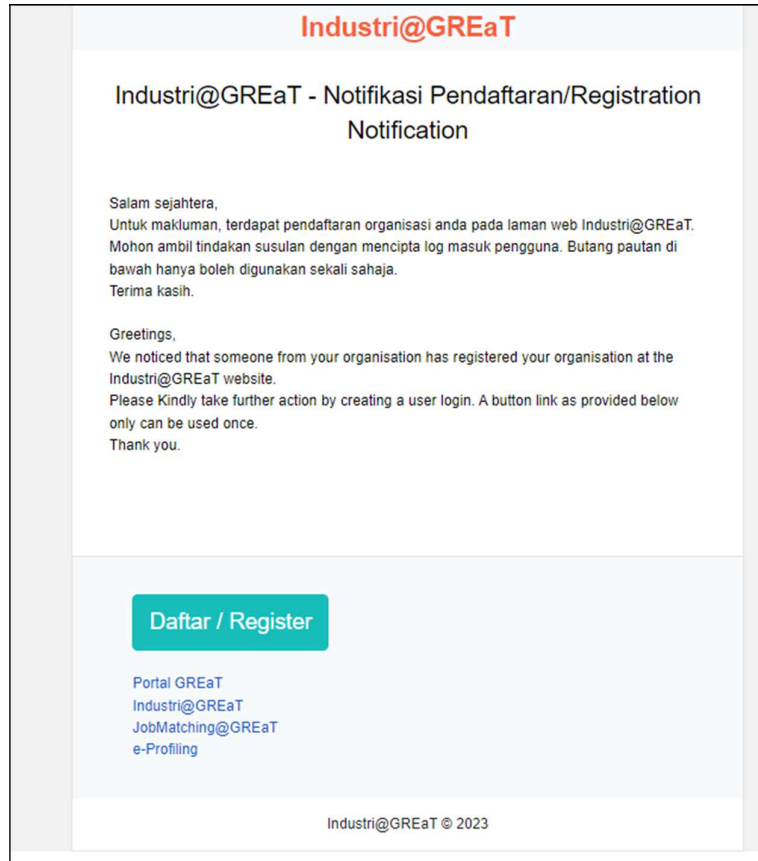 Industri@GREaT
Industri@GREaT - Notifikasi Pendaftaran/Registration
Notification
Salam sejahtera,
Untuk makluman, terdapat pendaftaran organisasi anda pada laman web Industri@GREaT.
Mohon ambil tindakan susulan dengan mencipta log masuk pengguna. Butang pautan di
bawah hanya boleh digunakan sekali sahaja.
Terima kasih.
Greetings,
We noticed that someone from your organisation has registered your organisation at the
Industri@GREaT website.
Please Kindly take further action by creating a user login. A button link as provided below
only can be used once.
Thank you.
Daftar / Register
Portal GREaT
Industri@GREaT
JobMatching@GREaT
e-Profiling
Industri@GREaT © 2023